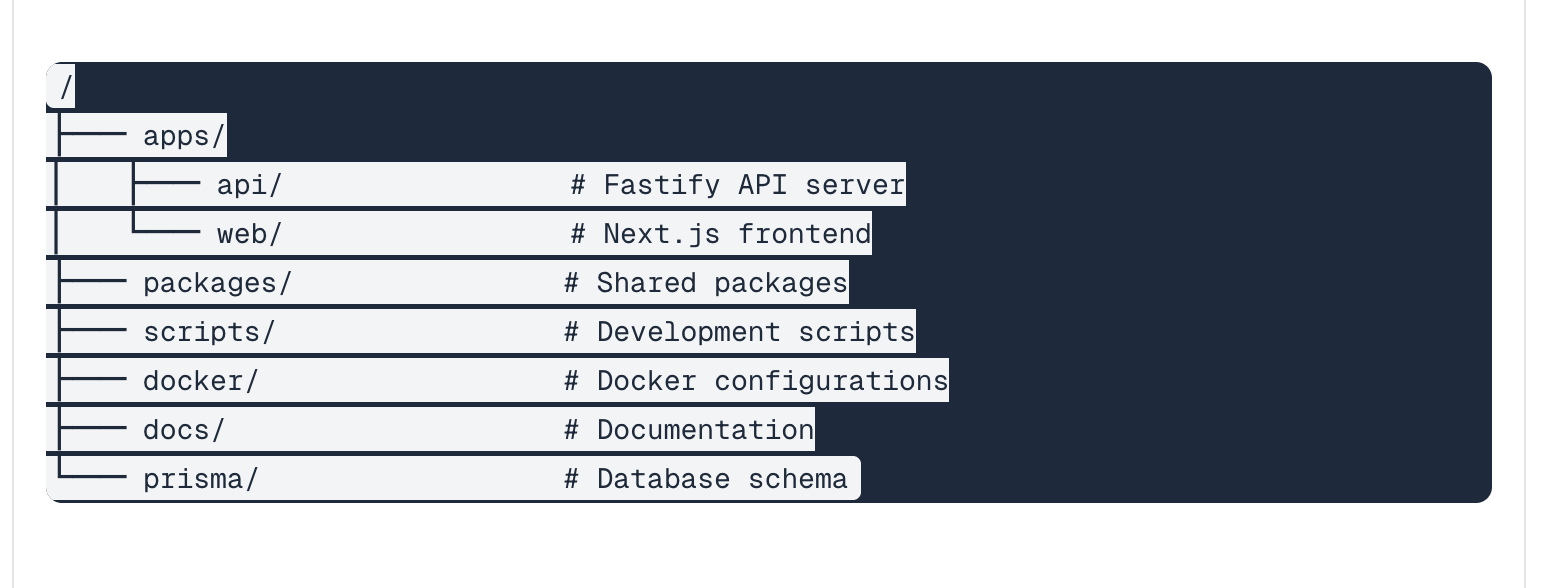 /
├── apps/
│   ├── api/                 # Fastify API server
│   └── web/                 # Next.js frontend
├── packages/                # Shared packages
├── scripts/                 # Development scripts
├── docker/                  # Docker configurations
├── docs/                    # Documentation
└── prisma/                  # Database schema